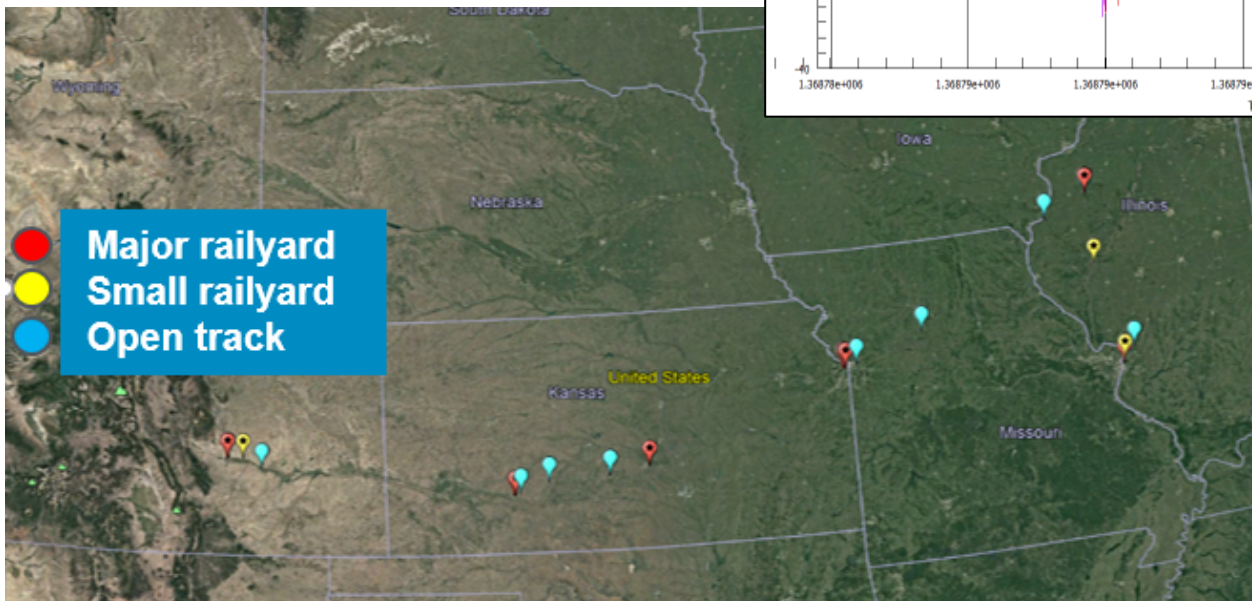 South Dakota
-40
1.36878e+006 1.36879e+006 1.36879e+006 1.36879e
T
Wyoming
Iowa
Nebraska
Illinois
Major railyard
Small railyard
Open track
United States
Kansas
Missouri